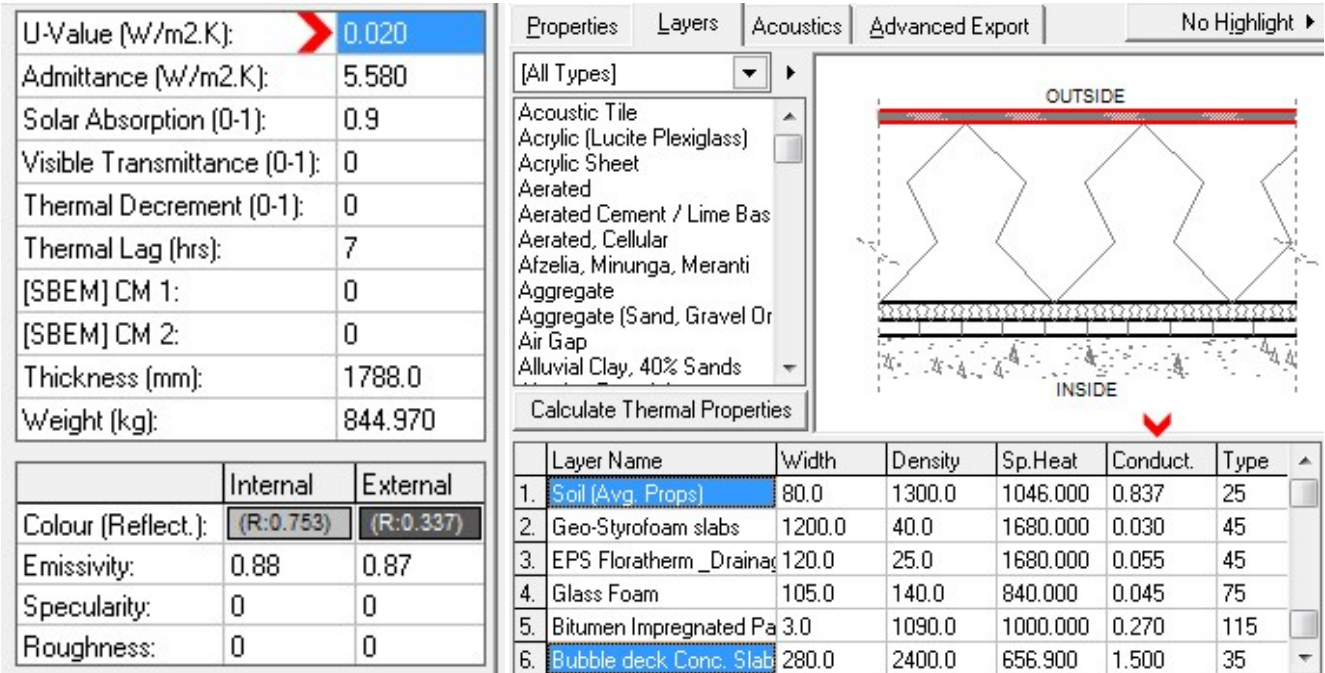 U-Value (W/m2.K): 0.020
Admittance (W/m2.K): 5.580
Solar Absorption (0-1): 0.9
Visible Transmittance (0-1): 0
Thermal Decrement (0-1): 0
Thermal Lag (hrs): 7
[SBEM] CM 1: 0
[SBEM] CM 2: 0
Thickness (mm): 1788.0
Weight (kg): 844.970
Internal External
Colour (Reflect.): (R:0.753) (R:0.337)
Emissivity: 0.88 0.87
Specularity: 0 0
Roughness: 0 0
Properties Layers Acoustics Advanced Export No Highlight
[All Types]
Acoustic Tile
Acrylic (Lucite Plexiglass)
Acrylic Sheet
Aerated
Aerated Cement / Lime Bas
Aerated, Cellular
Afzelia, Minunga, Meranti
Aggregate
Aggregate (Sand, Gravel Or
Air Gap
Alluvial Clay, 40% Sands
Calculate Thermal Properties
OUTSIDE
INSIDE
Layer Name Width Density Sp.Heat Conduct. Type
1. Soil (Avg. Props) 80.0 1300.0 1046.000 0.837 25
2. Geo-Styrofoam slabs 1200.0 40.0 1680.000 0.030 45
3. EPS Floratherm _Drainag 120.0 25.0 1680.000 0.055 45
4. Glass Foam 105.0 140.0 840.000 0.045 75
5. Bitumen Impregnated Pa 3.0 1090.0 1000.000 0.270 115
6. Bubble deck Conc. Slab 280.0 2400.0 656.900 1.500 35